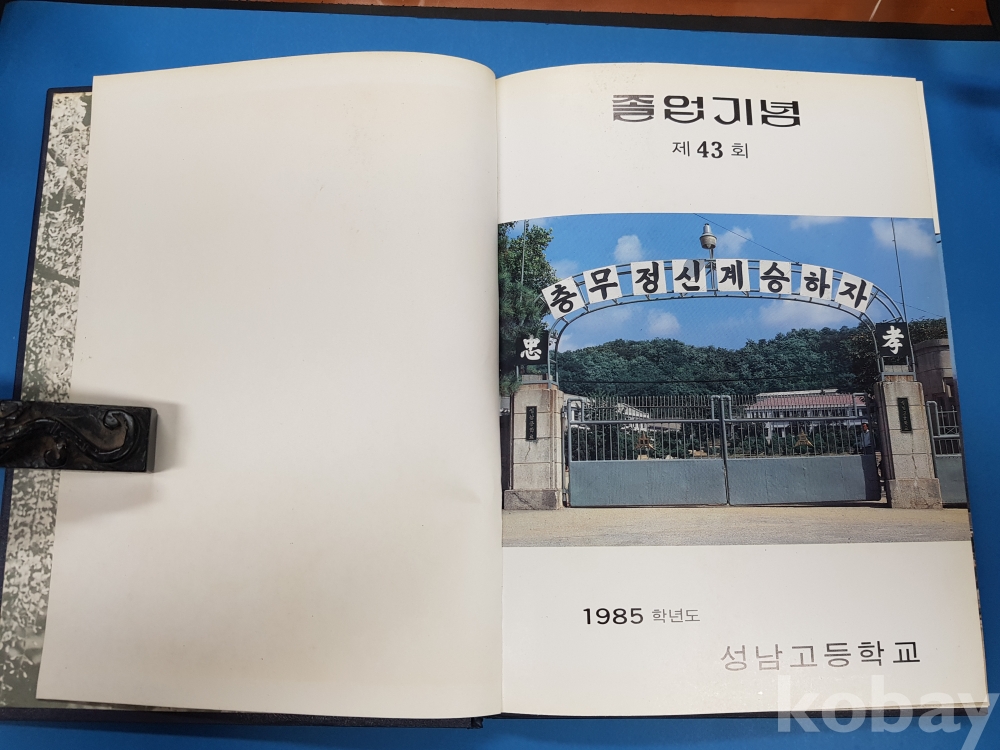 졸업기념
제 43 회
충무정신계승하자
忠
孝
1985 학년도
성남고등학교
kobay